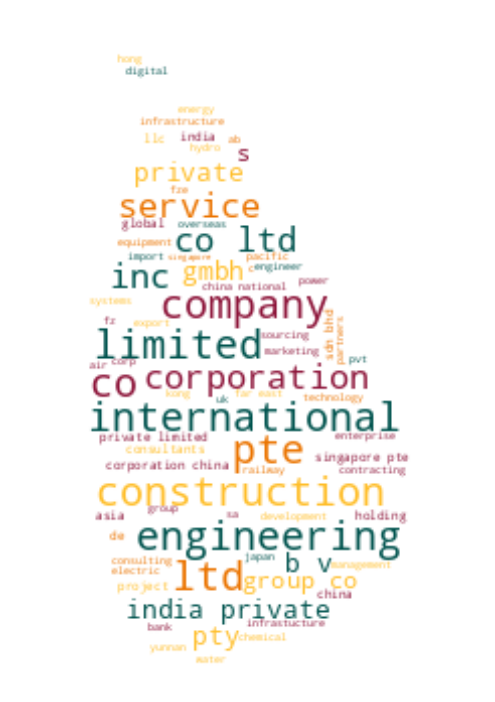 hong
digital
energy
infrastructure
llc india ab
hydro s
private
fze
service
global overseas
equipment co ltd
import singapore pacific
inc gmbh c engineer
china national power
systems company
fz export
limited sourcing
marketing sdn bhd partners
air corp pvt
co corporation
kong far east
uk technology
international
private limited enterprise
consultants pte singapore pte
corporation china railway contracting
construction
group
asia sa development holding
de engineering
consulting japan b v management
electric ltd
project group co
china
india private
bank infrastucture
pty chemical
yunnan
water